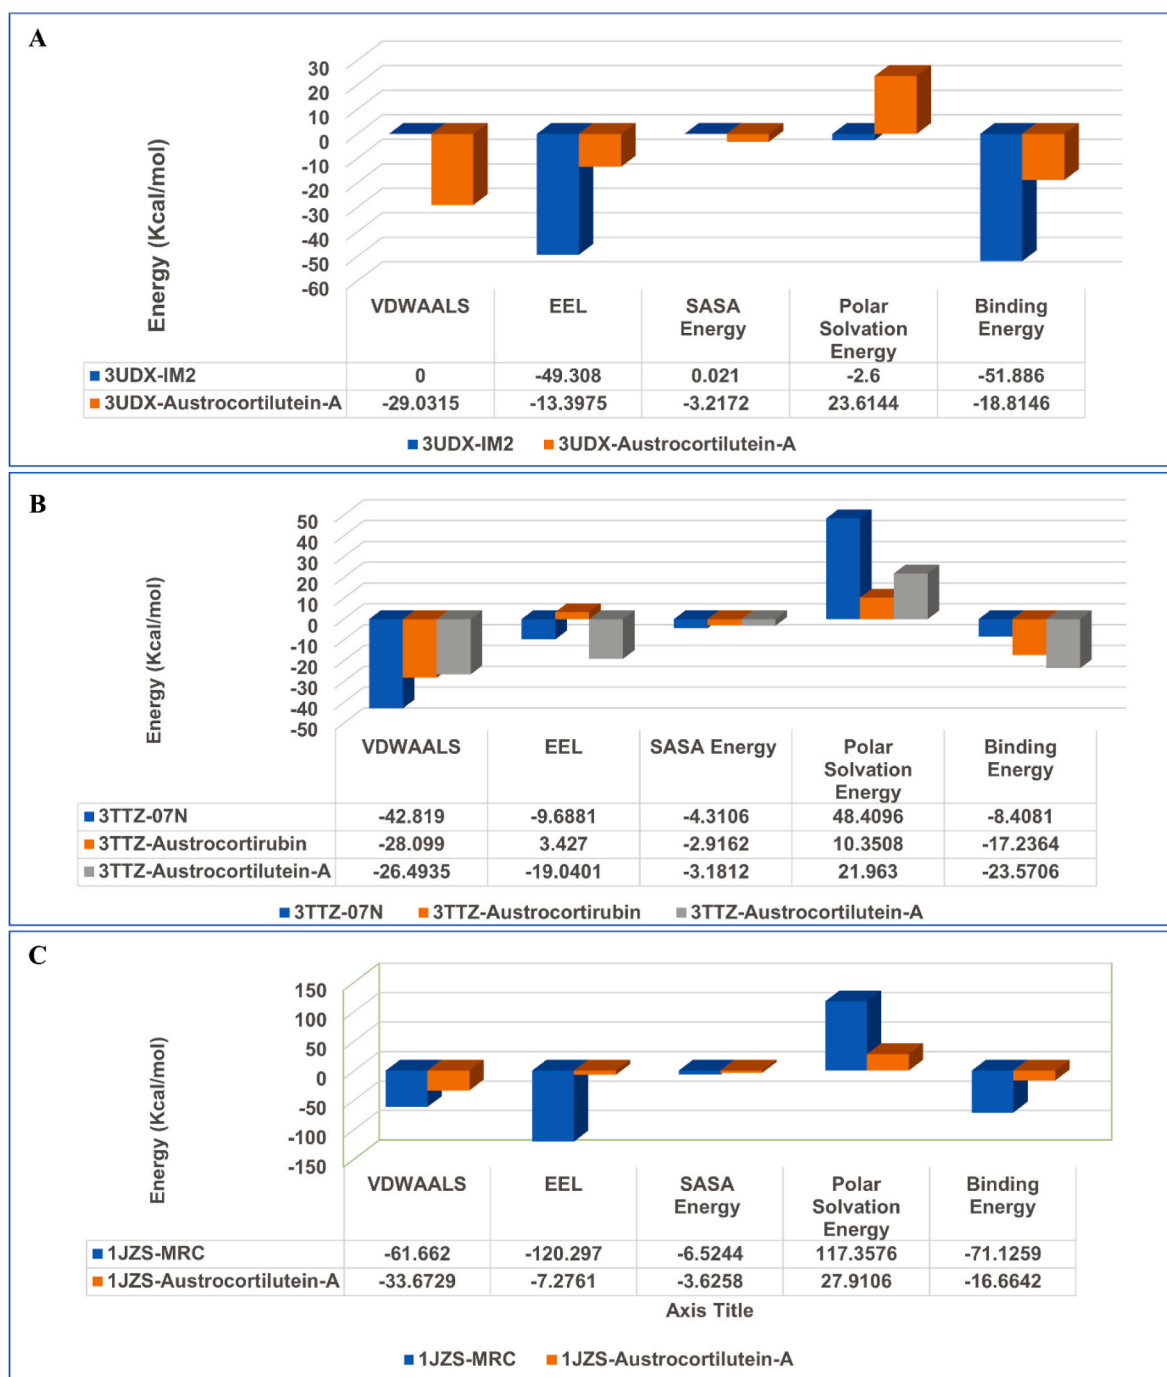 A
30
20
10
0
-10
-20
-30
-40
-50
-60
Energy (Kcal/mol)
VDWAALS EEL SASA Energy Polar Solvation Energy Binding Energy
3UDX-IM2 0 -49.308 0.021 -2.6 -51.886
3UDX-Austrocortilutein-A -29.0315 -13.3975 -3.2172 23.6144 -18.8146
3UDX-IM2 3UDX-Austrocortilutein-A
B
50
40
30
20
10
0
-10
-20
-30
-40
-50
Energy (Kcal/mol)
VDWAALS EEL SASA Energy Polar Solvation Energy Binding Energy
3TTZ-07N -42.819 -9.6881 -4.3106 48.4096 -8.4081
3TTZ-Austrocortirubin -28.099 3.427 -2.9162 10.3508 -17.2364
3TTZ-Austrocortilutein-A -26.4935 -19.0401 -3.1812 21.963 -23.5706
3TTZ-07N 3TTZ-Austrocortirubin 3TTZ-Austrocortilutein-A
C
150
100
50
0
-50
-100
-150
Energy (Kcal/mol)
VDWAALS EEL SASA Energy Polar Solvation Energy Binding Energy
1JZS-MRC -61.662 -120.297 -6.5244 117.3576 -71.1259
1JZS-Austrocortilutein-A -33.6729 -7.2761 -3.6258 27.9106 -16.6642
Axis Title
1JZS-MRC 1JZS-Austrocortilutein-A